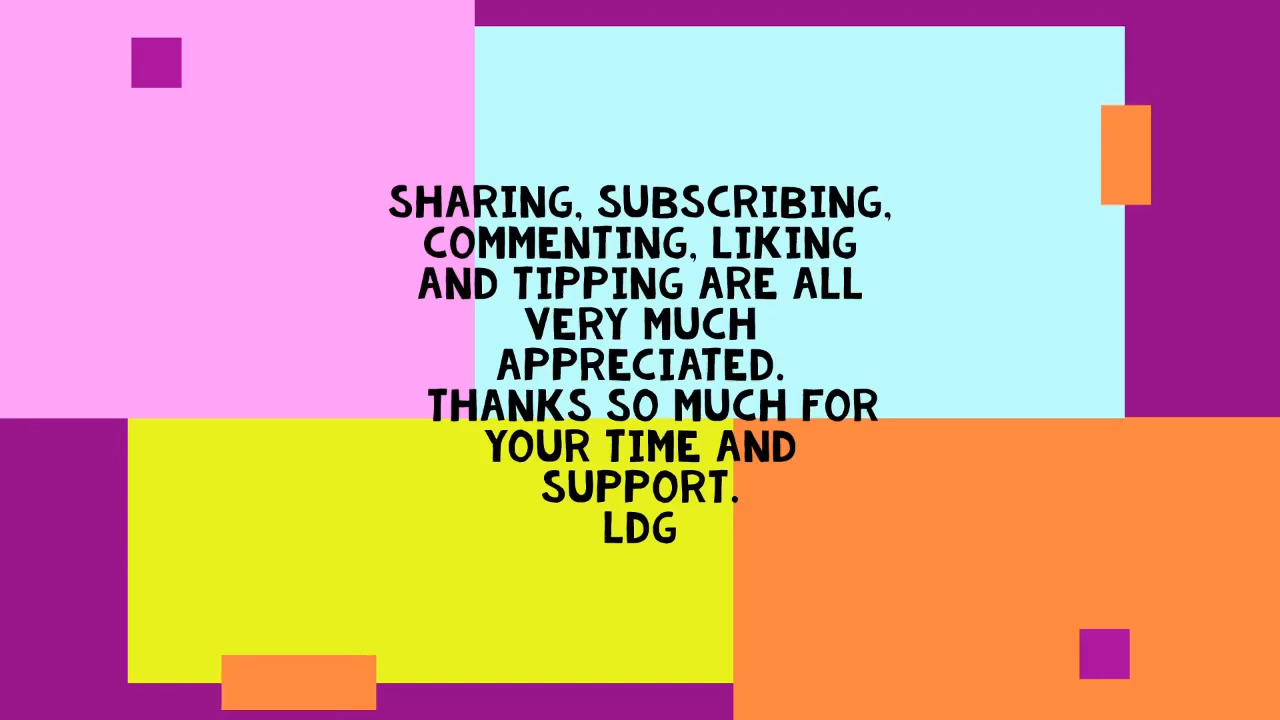 SHARING, SUBSCRIBING,
COMMENTING, LIKING
AND TIPPING ARE ALL
VERY MUCH
APPRECIATED.
THANKS SO MUCH FOR
YOUR TIME AND
SUPPORT.
LDG